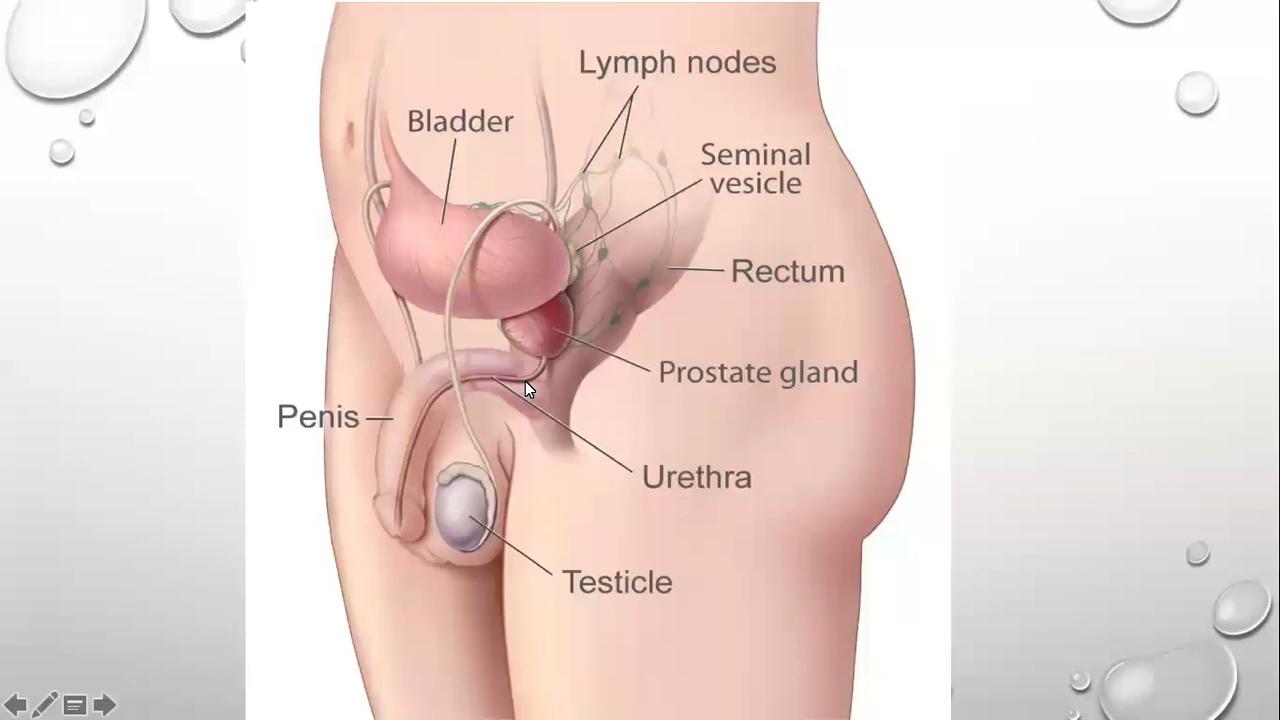 Lymph nodes
Bladder
Seminal
vesicle
Rectum
Prostate gland
Penis
Urethra
Testicle